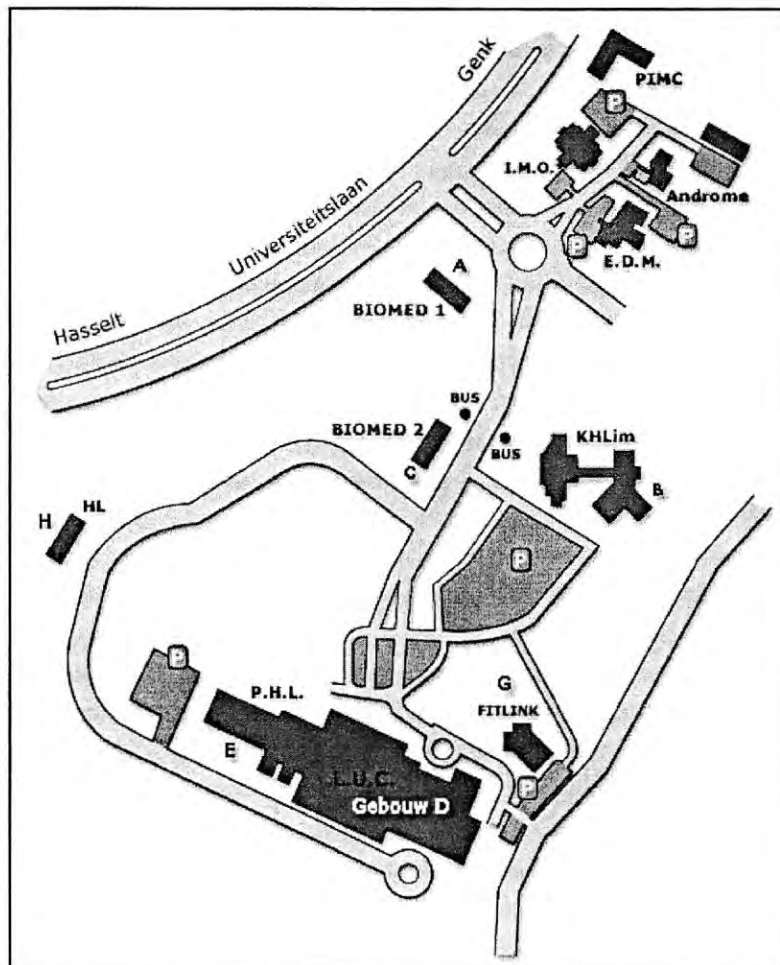 Genk
PIMC
P
I.M.O.
Androme
Universiteitslaan
P
P
E.D.M.
A
BIOMED 1
Hasselt
BUS
BIOMED 2
BUS
KHLim
C
B
HL
H
P
P
P.H.L.
G
FITLINK
E
L.U.C.
P
Gebouw D